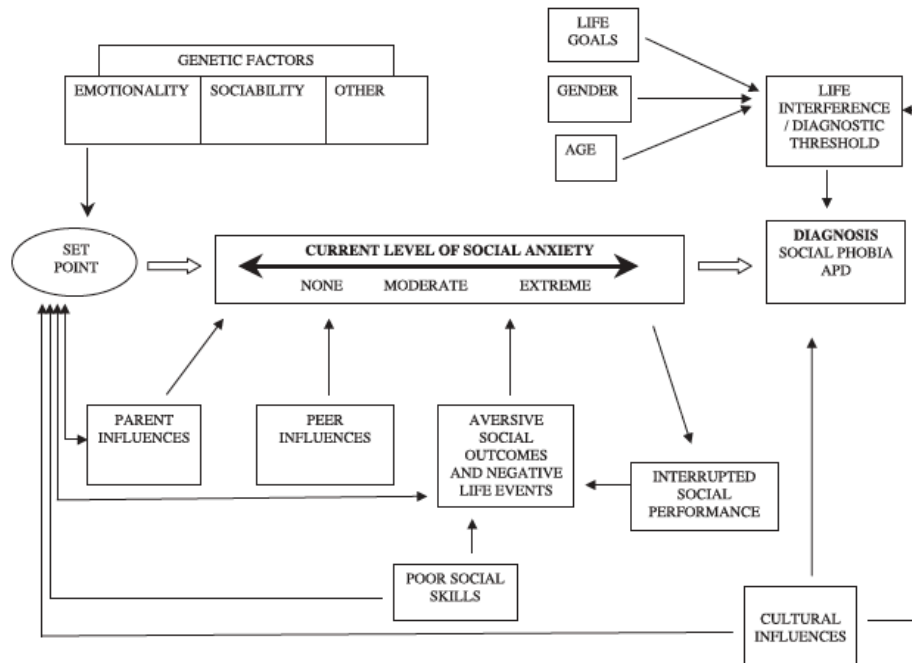 LIFE
GOALS
GENETIC FACTORS
EMOTIONALITY
SOCIABILITY
OTHER
GENDER
AGE
LIFE
INTERFERENCE
/ DIAGNOSTIC
THRESHOLD
SET
POINT
CURRENT LEVEL OF SOCIAL ANXIETY
NONE MODERATE EXTREME
DIAGNOSIS
SOCIAL PHOBIA
APD
PARENT
INFLUENCES
PEER
INFLUENCES
AVERSIVE
SOCIAL
OUTCOMES
AND NEGATIVE
LIFE EVENTS
INTERRUPTED
SOCIAL
PERFORMANCE
POOR SOCIAL
SKILLS
CULTURAL
INFLUENCES